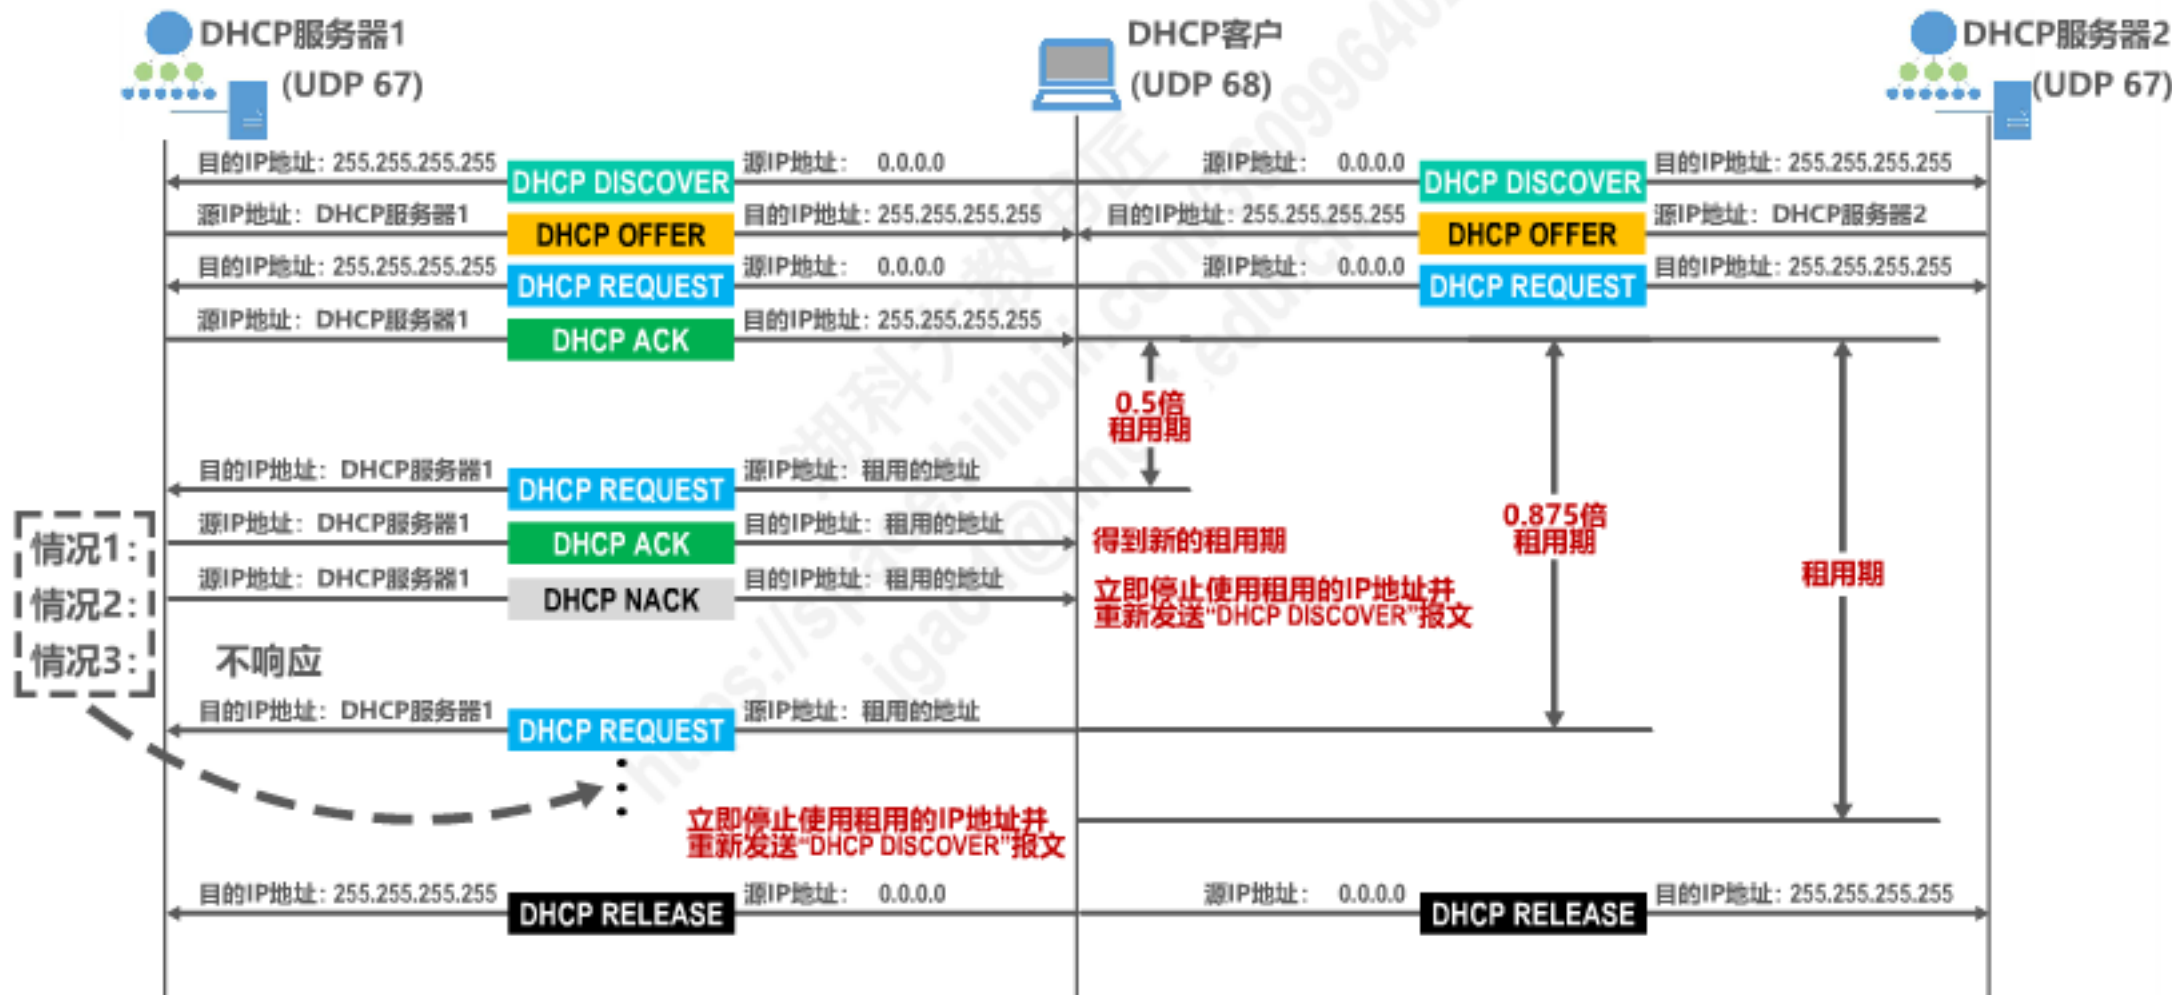 DHCP服务器1
(UDP 67)
DHCP客户
(UDP 68)
DHCP服务器2
(UDP 67)
目的IP地址: 255.255.255.255
DHCP DISCOVER
源IP地址: 0.0.0.0
源IP地址: 0.0.0.0
DHCP DISCOVER
目的IP地址: 255.255.255.255
源IP地址: DHCP服务器1
DHCP OFFER
目的IP地址: 255.255.255.255
目的IP地址: 255.255.255.255
DHCP OFFER
源IP地址: DHCP服务器2
目的IP地址: 255.255.255.255
DHCP REQUEST
源IP地址: 0.0.0.0
源IP地址: 0.0.0.0
DHCP REQUEST
目的IP地址: 255.255.255.255
源IP地址: DHCP服务器1
DHCP ACK
目的IP地址: 255.255.255.255
0.5倍
租用期
目的IP地址: DHCP服务器1
DHCP REQUEST
源IP地址: 租用的地址
0.875倍
租用期
租用期
情况1:
源IP地址: DHCP服务器1
DHCP ACK
目的IP地址: 租用的地址
得到新的租用期
情况2:
源IP地址: DHCP服务器1
DHCP NACK
目的IP地址: 租用的地址
立即停止使用租用的IP地址并
重新发送“DHCP DISCOVER”报文
情况3:
不响应
目的IP地址: DHCP服务器1
DHCP REQUEST
源IP地址: 租用的地址
立即停止使用租用的IP地址并
重新发送“DHCP DISCOVER”报文
目的IP地址: 255.255.255.255
DHCP RELEASE
源IP地址: 0.0.0.0
源IP地址: 0.0.0.0
DHCP RELEASE
目的IP地址: 255.255.255.255
湖科大教书匠